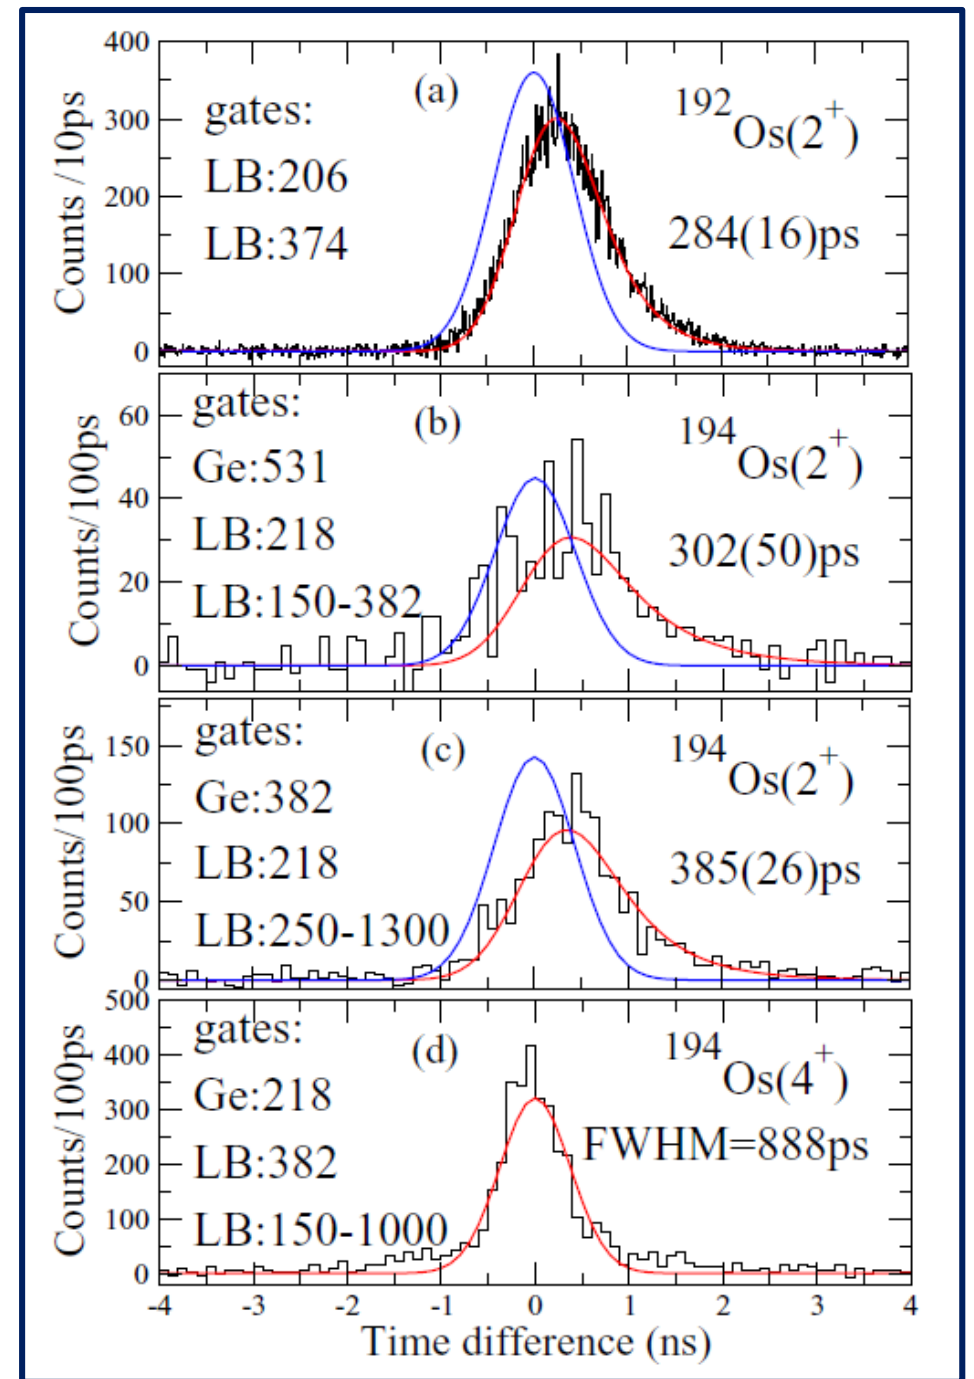 400
300
200
100
0
Counts /10ps
gates:
LB:206
LB:374
(a)
192Os(2+)
284(16)ps
60
40
20
0
Counts/100ps
gates:
Ge:531
LB:218
LB:150-382
(b)
194Os(2+)
302(50)ps
150
100
50
0
Counts/100ps
gates:
Ge:382
LB:218
LB:250-1300
(c)
194Os(2+)
385(26)ps
500
400
300
200
100
0
Counts/100ps
gates:
Ge:218
LB:382
LB:150-1000
(d)
194Os(4+)
FWHM=888ps
-4 -3 -2 -1 0 1 2 3 4
Time difference (ns)